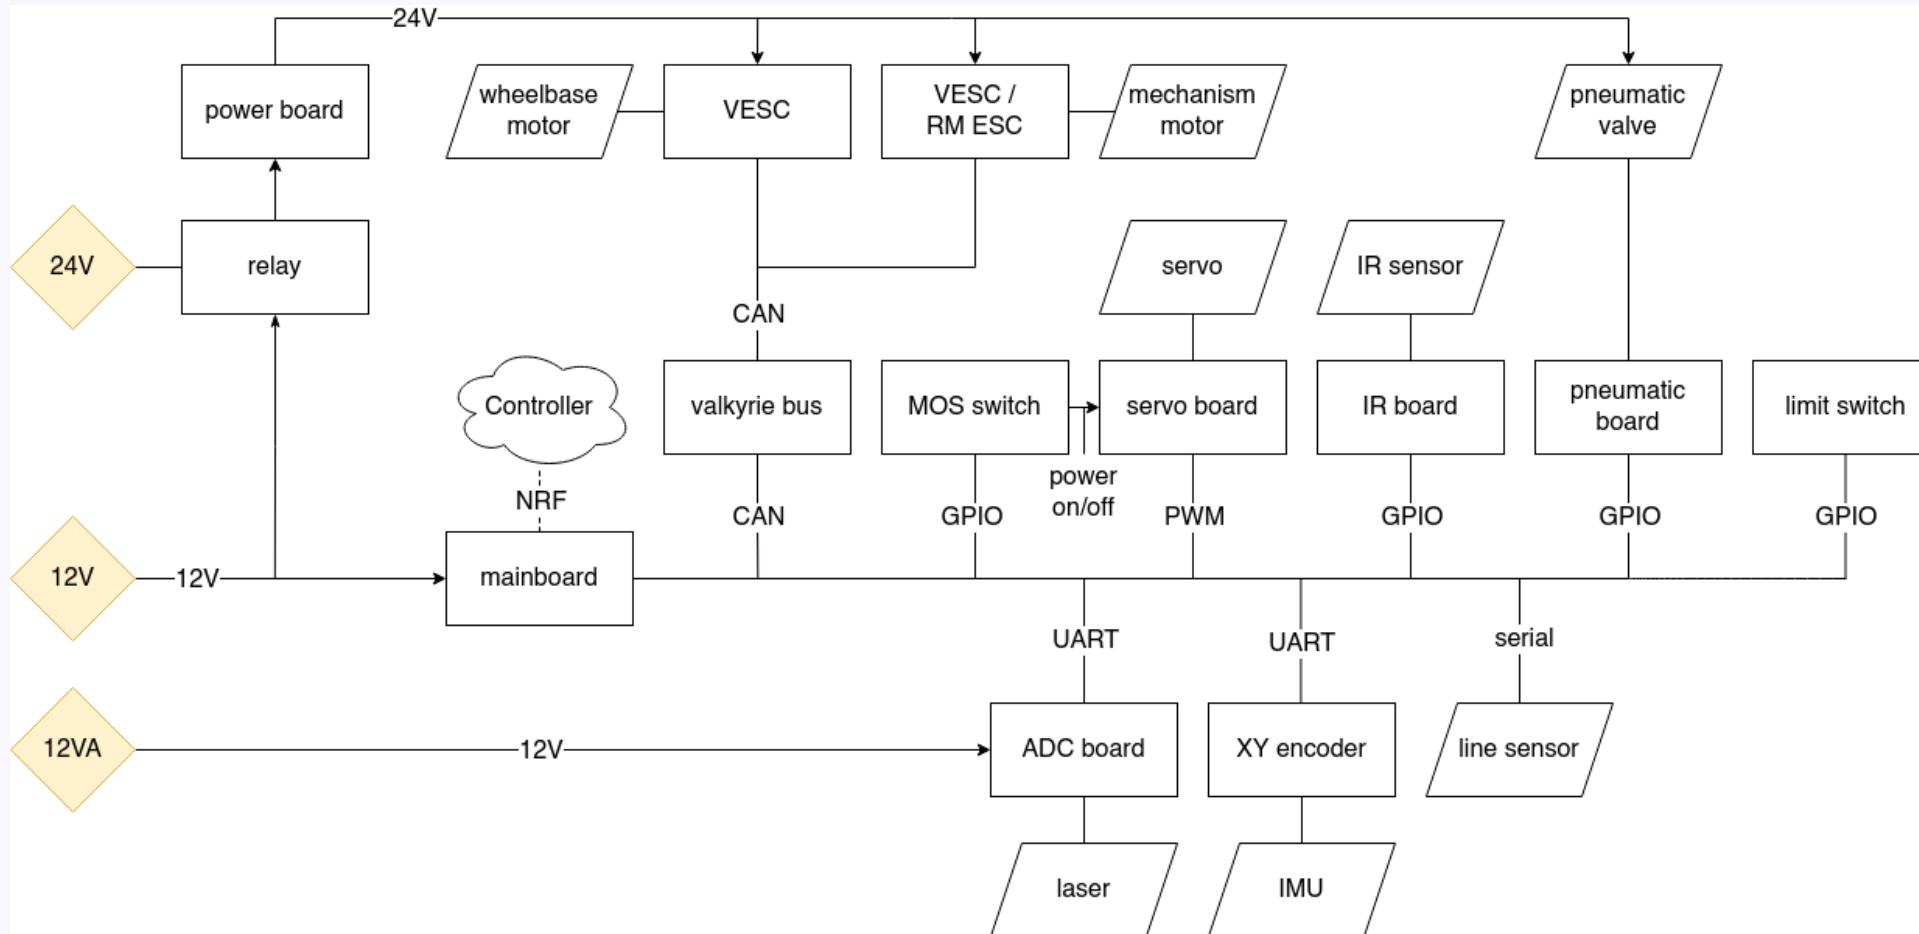 24V
power board
wheelbase
motor
VESC
VESC /
RM ESC
mechanism
motor
pneumatic
valve
24V
relay
servo
IR sensor
CAN
Controller
valkyrie bus
MOS switch
servo board
IR board
pneumatic
board
limit switch
power
on/off
NRF
CAN
GPIO
PWM
GPIO
GPIO
GPIO
12V
12V
mainboard
UART
UART
serial
12VA
12V
ADC board
XY encoder
line sensor
laser
IMU